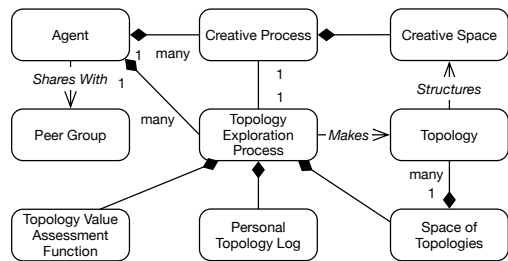 Agent
Creative Process
Creative Space
1
many
Shares With
1
1
1
Structures
Peer Group
many
Topology
Exploration
Process
Makes
Topology
many
1
Topology Value
Assessment
Function
Personal
Topology Log
Space of
Topologies